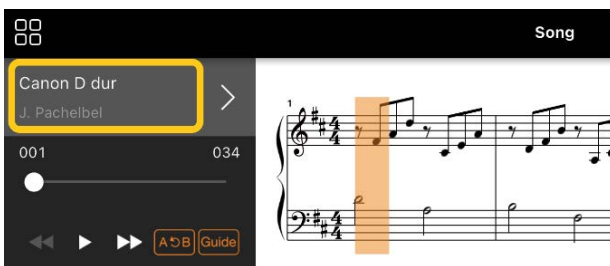 Song
Canon D dur
J. Pachelbel
001 034
A⮌B Guide
1